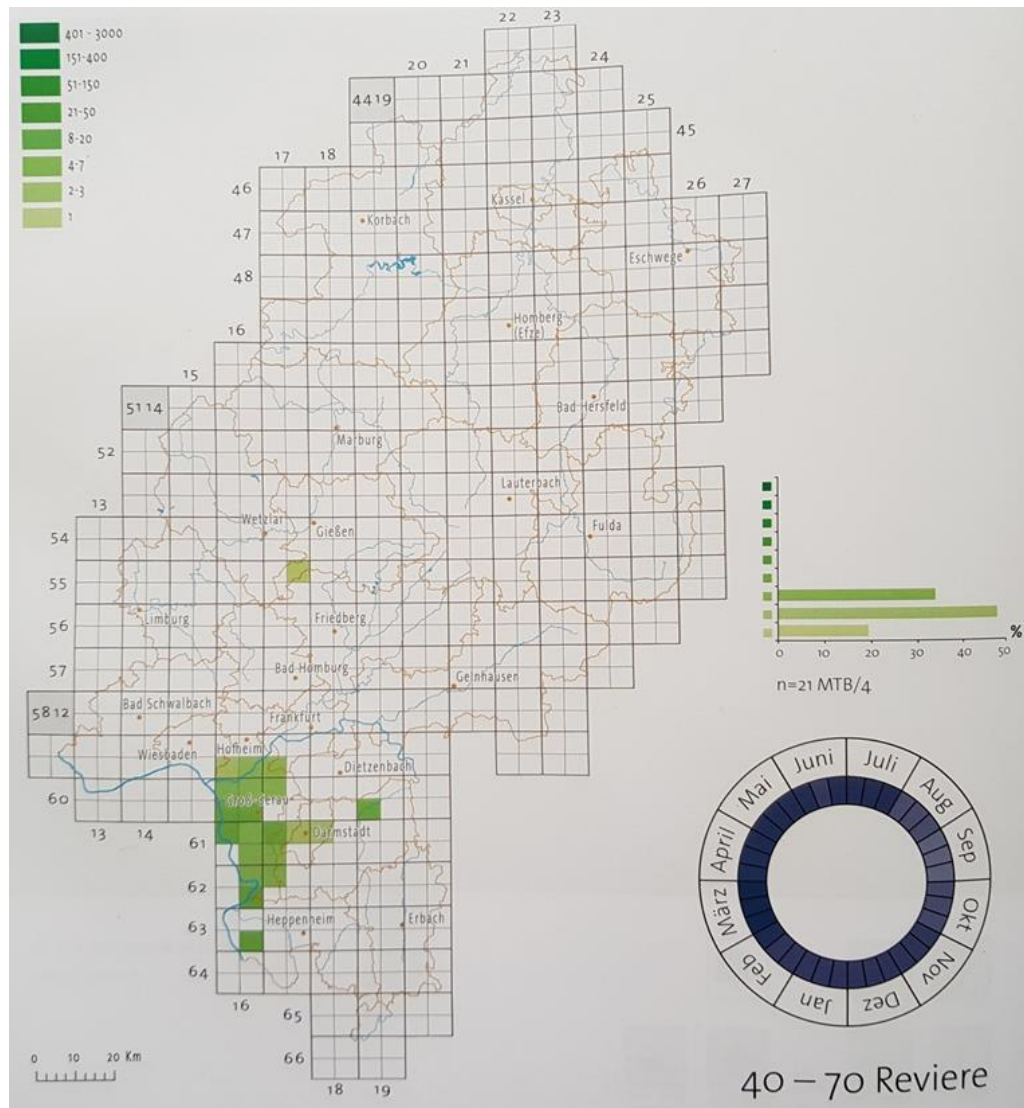 401 - 3000
151-400
51-150
21-50
8-20
4-7
2-3
1
22 23
20 21
24
4419
25
45
17 18
46
26 27
Kassel
Korbach
47
Eschwege
48
Homberg
(Efze)
16
15
5114
Bad Hersfeld
Marburg
52
Lauterbach
13
Wetzlar
Gießen
Fulda
54
55
Limburg
Friedberg
56
57
Bad Homburg
Gelnhausen
5812
Bad Schwalbach
Frankfurt
Wiesbaden
Hofheim
Dietzenbach
60
Groß-Gerau
13 14
61
Darmstadt
62
Heppenheim
Erbach
63
64
16
65
66
18 19
0 10 20 Km
%
0 10 20 30 40 50
n=21 MTB/4
Jan
Feb
März
April
Mai
Juni
Juli
Aug
Sep
Okt
Nov
Dez
40 – 70 Reviere